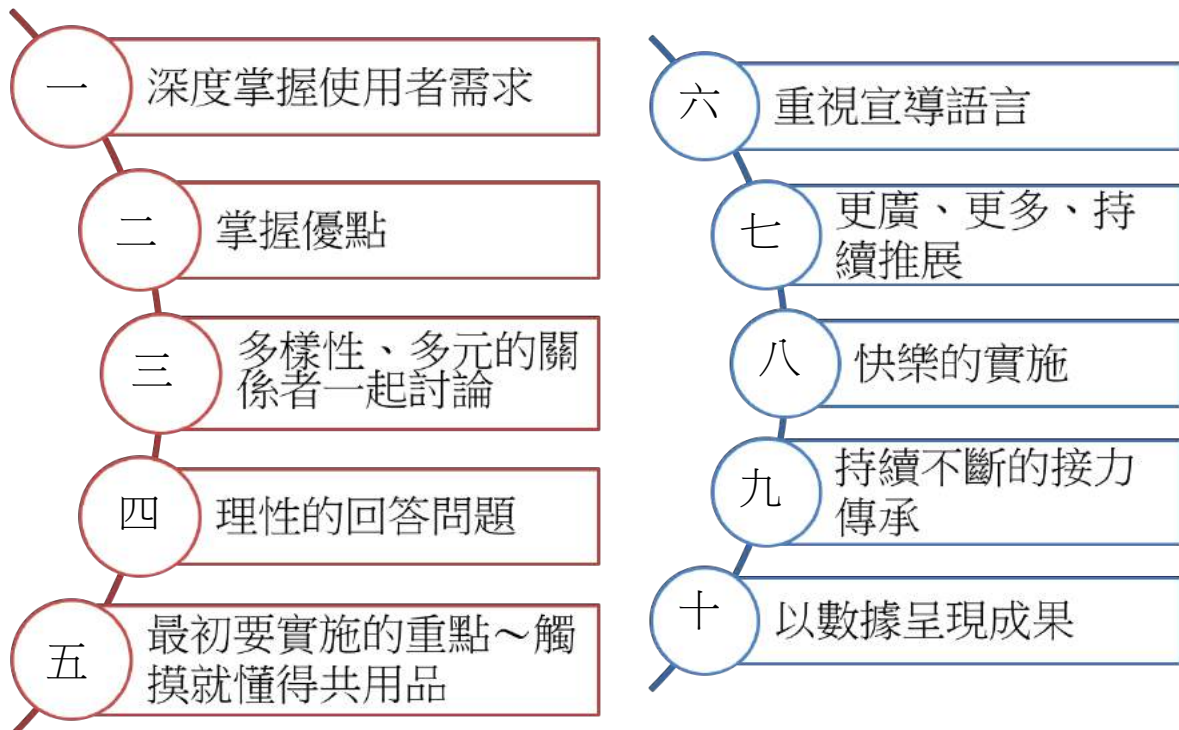 一
深度掌握使用者需求
二
掌握優點
三
多樣性、多元的關
係者一起討論
四
理性的回答問題
五
最初要實施的重點～觸
摸就懂得共用品
六
重視宣導語言
七
更廣、更多、持
續推展
八
快樂的實施
九
持續不斷的接力
傳承
十
以數據呈現成果